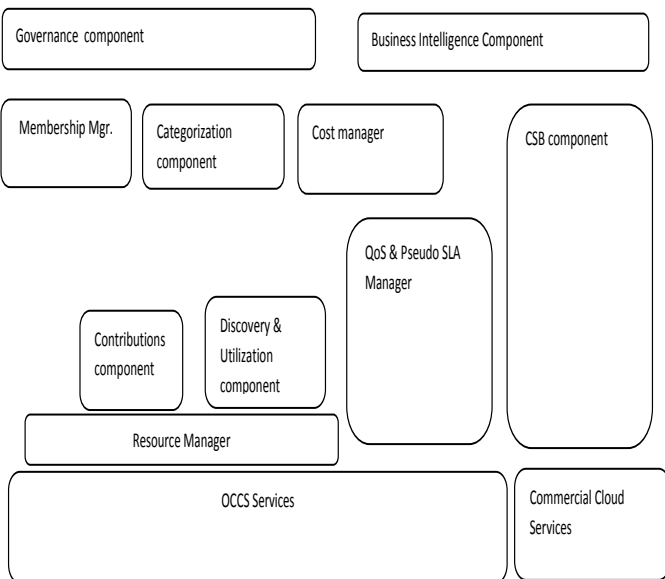 Governance component
Business Intelligence Component
Membership Mgr.
Categorization
component
Cost manager
CSB component
QoS & Pseudo SLA
Manager
Contributions
component
Discovery &
Utilization
component
Resource Manager
OCCS Services
Commercial Cloud
Services